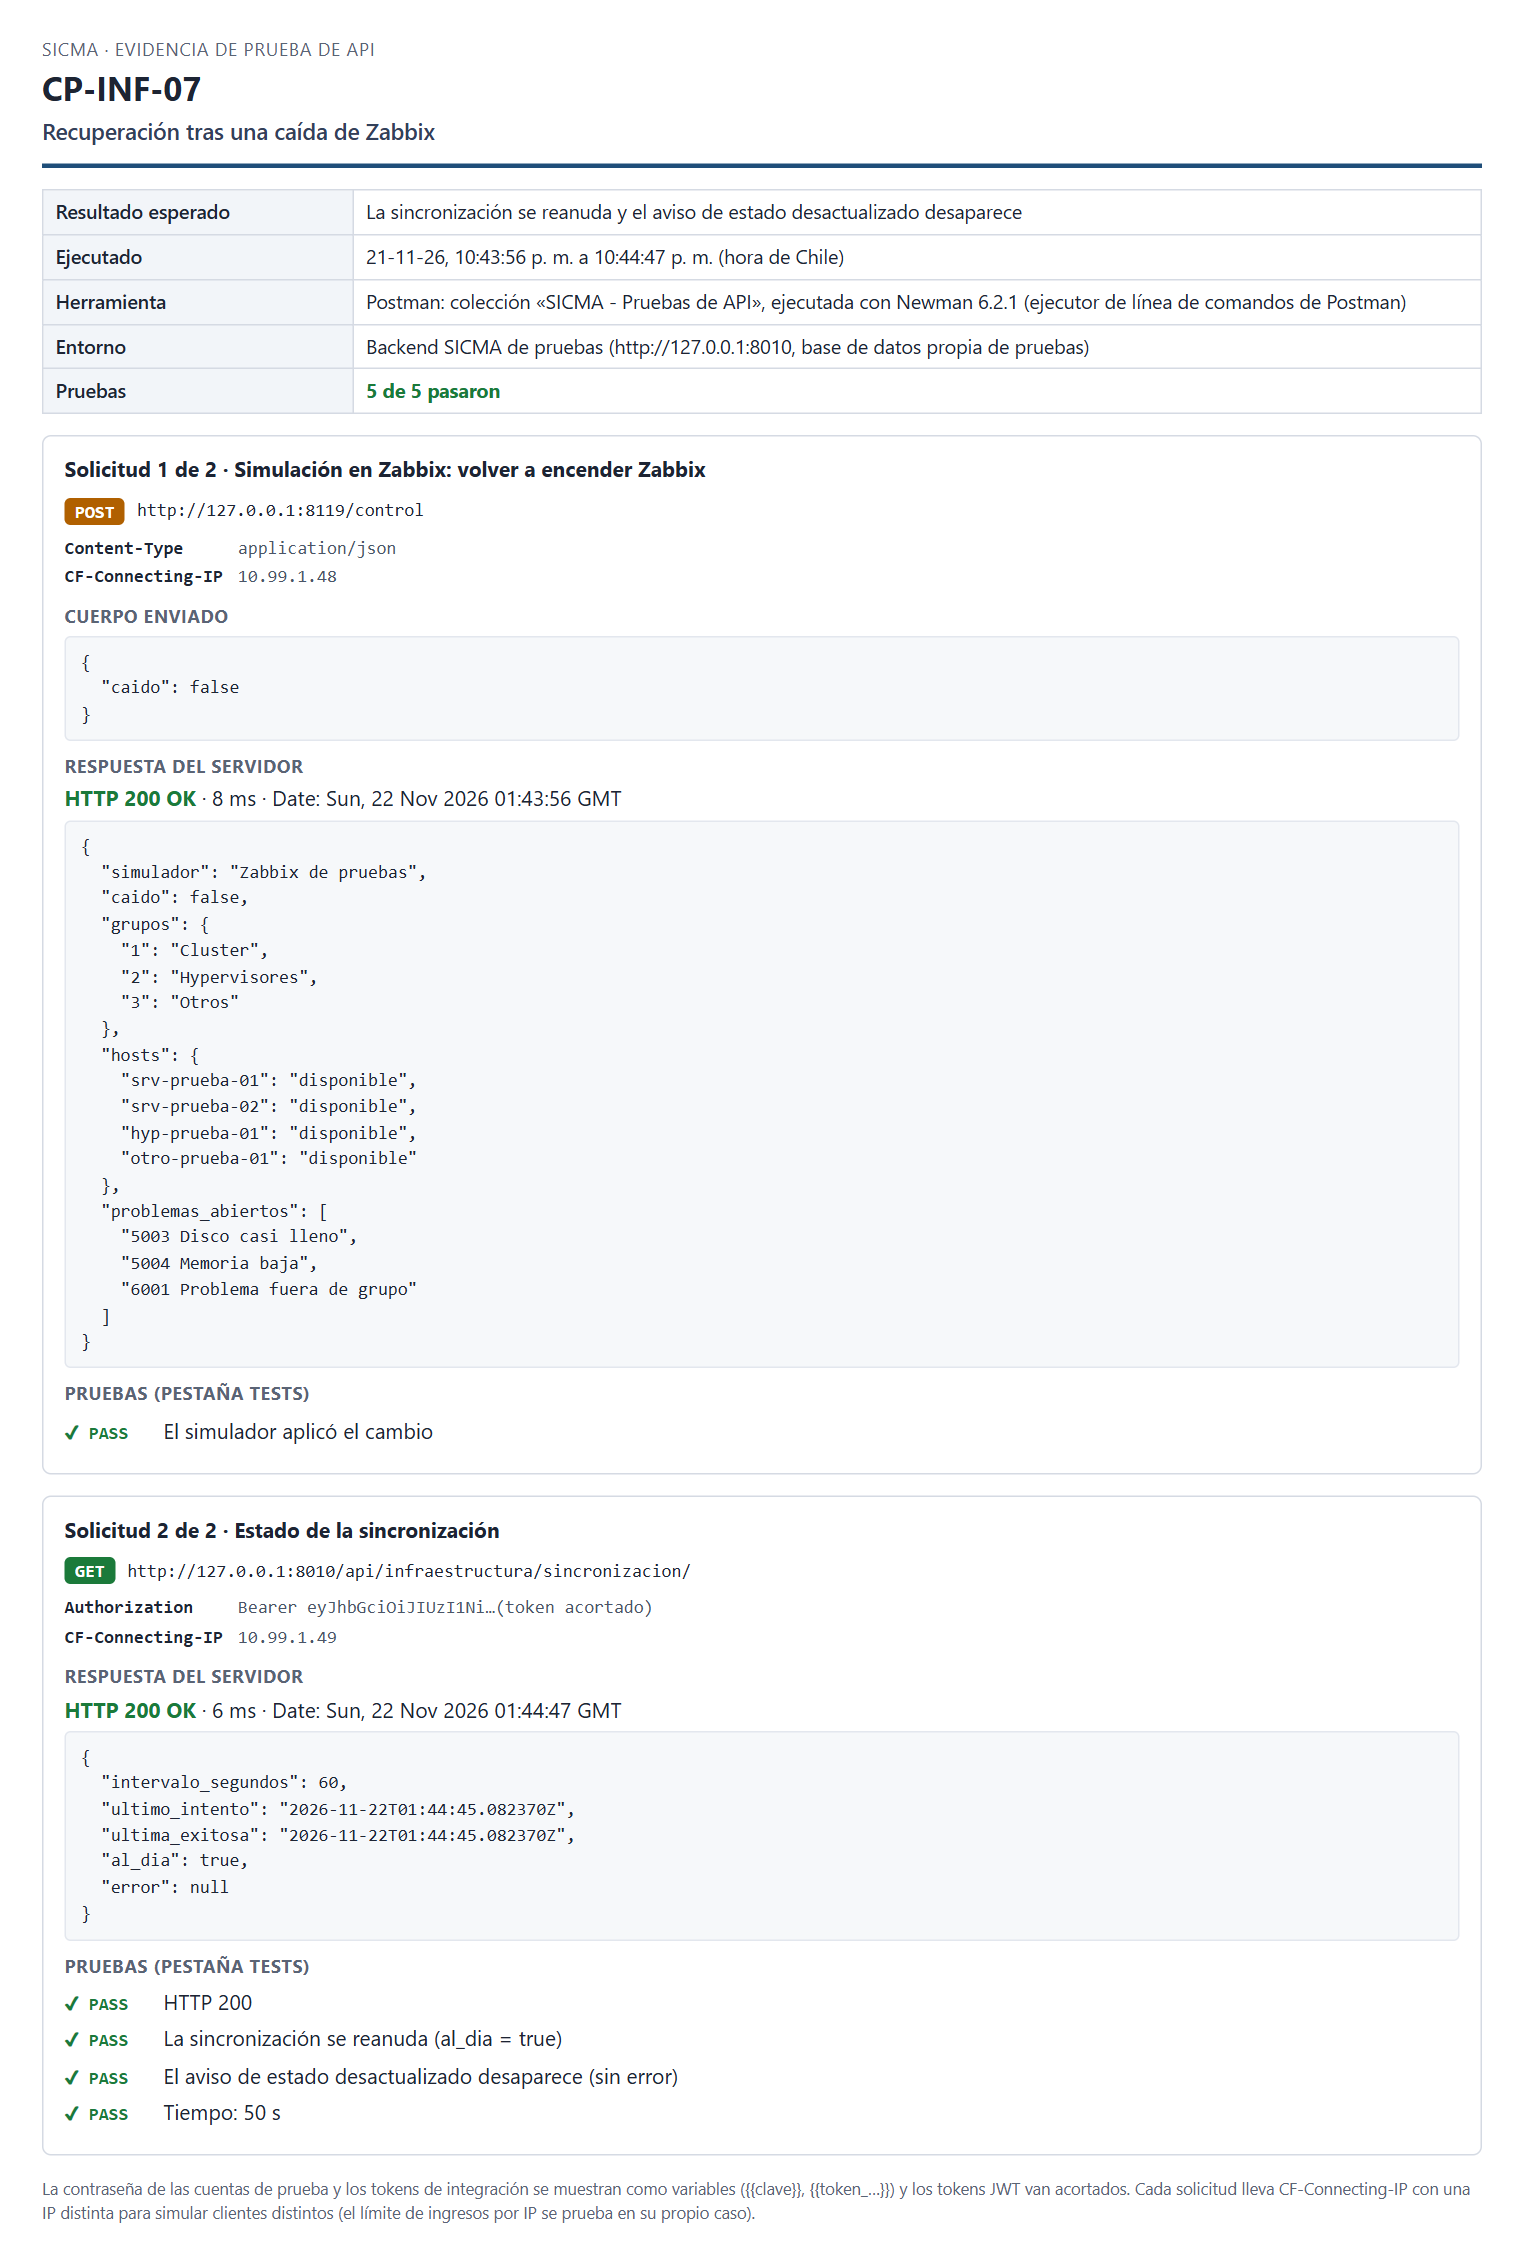 SICMA · EVIDENCIA DE PRUEBA DE API
CP-INF-07
Recuperación tras una caída de Zabbix
Resultado esperado La sincronización se reanuda y el aviso de estado desactualizado desaparece
Ejecutado 21-11-26, 10:43:56 p. m. a 10:44:47 p. m. (hora de Chile)
Herramienta Postman: colección «SICMA - Pruebas de API», ejecutada con Newman 6.2.1 (ejecutor de línea de comandos de Postman)
Entorno Backend SICMA de pruebas (http://127.0.0.1:8010, base de datos propia de pruebas)
Pruebas 5 de 5 pasaron
Solicitud 1 de 2 · Simulación en Zabbix: volver a encender Zabbix
POST http://127.0.0.1:8119/control
Content-Type application/json
CF-Connecting-IP 10.99.1.48
CUERPO ENVIADO
{
  "caido": false
}
RESPUESTA DEL SERVIDOR
HTTP 200 OK · 8 ms · Date: Sun, 22 Nov 2026 01:43:56 GMT
{
  "simulador": "Zabbix de pruebas",
  "caido": false,
  "grupos": {
    "1": "Cluster",
    "2": "Hypervisores",
    "3": "Otros"
  },
  "hosts": {
    "srv-prueba-01": "disponible",
    "srv-prueba-02": "disponible",
    "hyp-prueba-01": "disponible",
    "otro-prueba-01": "disponible"
  },
  "problemas_abiertos": [
    "5003 Disco casi lleno",
    "5004 Memoria baja",
    "6001 Problema fuera de grupo"
  ]
}
PRUEBAS (PESTAÑA TESTS)
✔ PASS El simulador aplicó el cambio
Solicitud 2 de 2 · Estado de la sincronización
GET http://127.0.0.1:8010/api/infraestructura/sincronizacion/
Authorization Bearer eyJhbGciOiJIUzI1Ni…(token acortado)
CF-Connecting-IP 10.99.1.49
RESPUESTA DEL SERVIDOR
HTTP 200 OK · 6 ms · Date: Sun, 22 Nov 2026 01:44:47 GMT
{
  "intervalo_segundos": 60,
  "ultimo_intento": "2026-11-22T01:44:45.082370Z",
  "ultima_exitosa": "2026-11-22T01:44:45.082370Z",
  "al_dia": true,
  "error": null
}
PRUEBAS (PESTAÑA TESTS)
✔ PASS HTTP 200
✔ PASS La sincronización se reanuda (al_dia = true)
✔ PASS El aviso de estado desactualizado desaparece (sin error)
✔ PASS Tiempo: 50 s
La contraseña de las cuentas de prueba y los tokens de integración se muestran como variables ({{clave}}, {{token_…}}) y los tokens JWT van acortados. Cada solicitud lleva CF-Connecting-IP con una
IP distinta para simular clientes distintos (el límite de ingresos por IP se prueba en su propio caso).